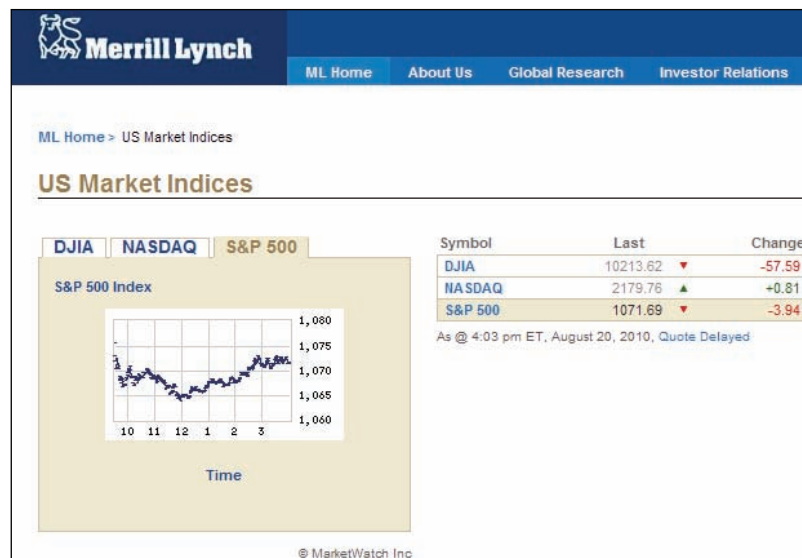 Merrill Lynch
ML Home About Us Global Research Investor Relations
ML Home > US Market Indices
US Market Indices
DJIA NASDAQ S&P 500
S&P 500 Index
1,080
1,075
1,070
1,065
1,060
10 11 12 1 2 3
Time
© MarketWatch Inc
Symbol Last Change
DJIA 10213.62 ▼ -57.59
NASDAQ 2179.76 ▲ +0.81
S&P 500 1071.69 ▼ -3.94
As @ 4:03 pm ET, August 20, 2010, Quote Delayed